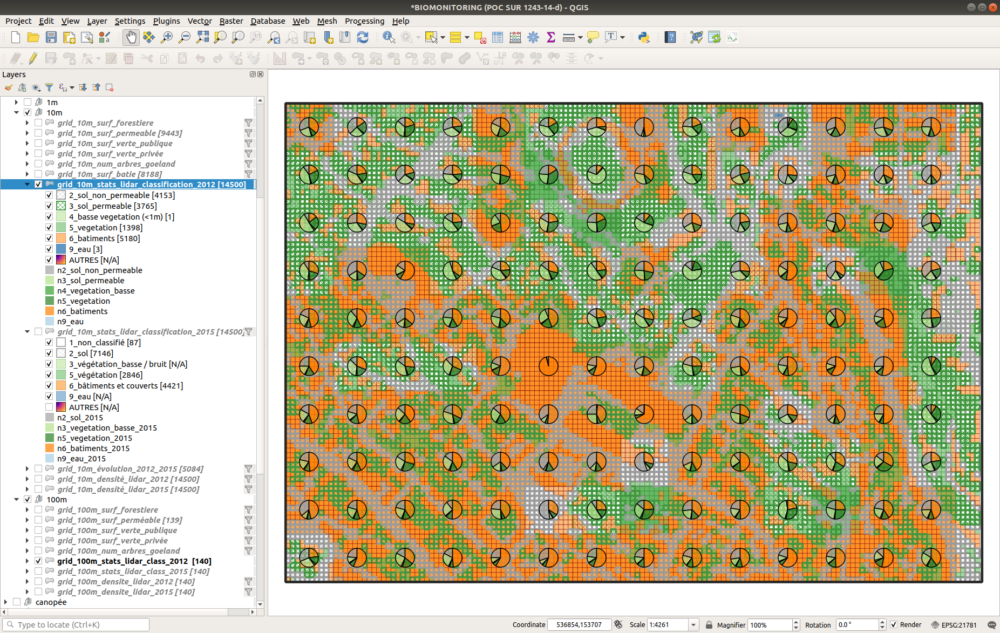 *BIOMONITORING (POC SUR 1243-14-d) - QGIS
Project Edit View Layer Settings Plugins Vector Raster Database Web Mesh Processing Help
Layers
1m
10m
grid_10m_surf_forestiere
grid_10m_surf_permeable [9443]
grid_10m_surf_verte_publique
grid_10m_surf_verte_privée
grid_10m_num_arbres_goeland
grid_10m_surf_batie [8188]
grid_10m_stats_lidar_classification_2012 [14500]
2_sol_non_permeable [4153]
3_sol_permeable [3765]
4_basse vegetation (<1m) [1]
5_vegetation [1398]
6_batiments [5180]
9_eau [3]
AUTRES [N/A]
n2_sol_non_permeable
n3_sol_permeable
n4_vegetation_basse
n5_vegetation
n6_batiments
n9_eau
grid_10m_stats_lidar_classification_2015 [14500]
1_non_classifié [87]
2_sol [7146]
3_végétation_basse / bruit [N/A]
5_végétation [2846]
6_bâtiments et couverts [4421]
9_eau [N/A]
AUTRES [N/A]
n2_sol_2015
n3_vegetation_basse_2015
n5_vegetation_2015
n6_batiments_2015
n9_eau_2015
grid_10m_évolution_2012_2015 [5084]
grid_10m_densité_lidar_2012 [14500]
grid_10m_densité_lidar_2015 [14500]
100m
grid_100m_surf_forestiere
grid_100m_surf_perméable [139]
grid_100m_surf_verte_publique
grid_100m_surf_verte_privée
grid_100m_num_arbres_goeland
grid_100m_stats_lidar_class_2012 [140]
grid_100m_stats_lidar_class_2015 [140]
grid_100m_densite_lidar_2012 [140]
grid_100m_densite_lidar_2015 [140]
canopée
Type to locate (Ctrl+K) Coordinate 536854,153707 Scale 1:4261 Magnifier 100% Rotation 0.0 ° Render EPSG:21781